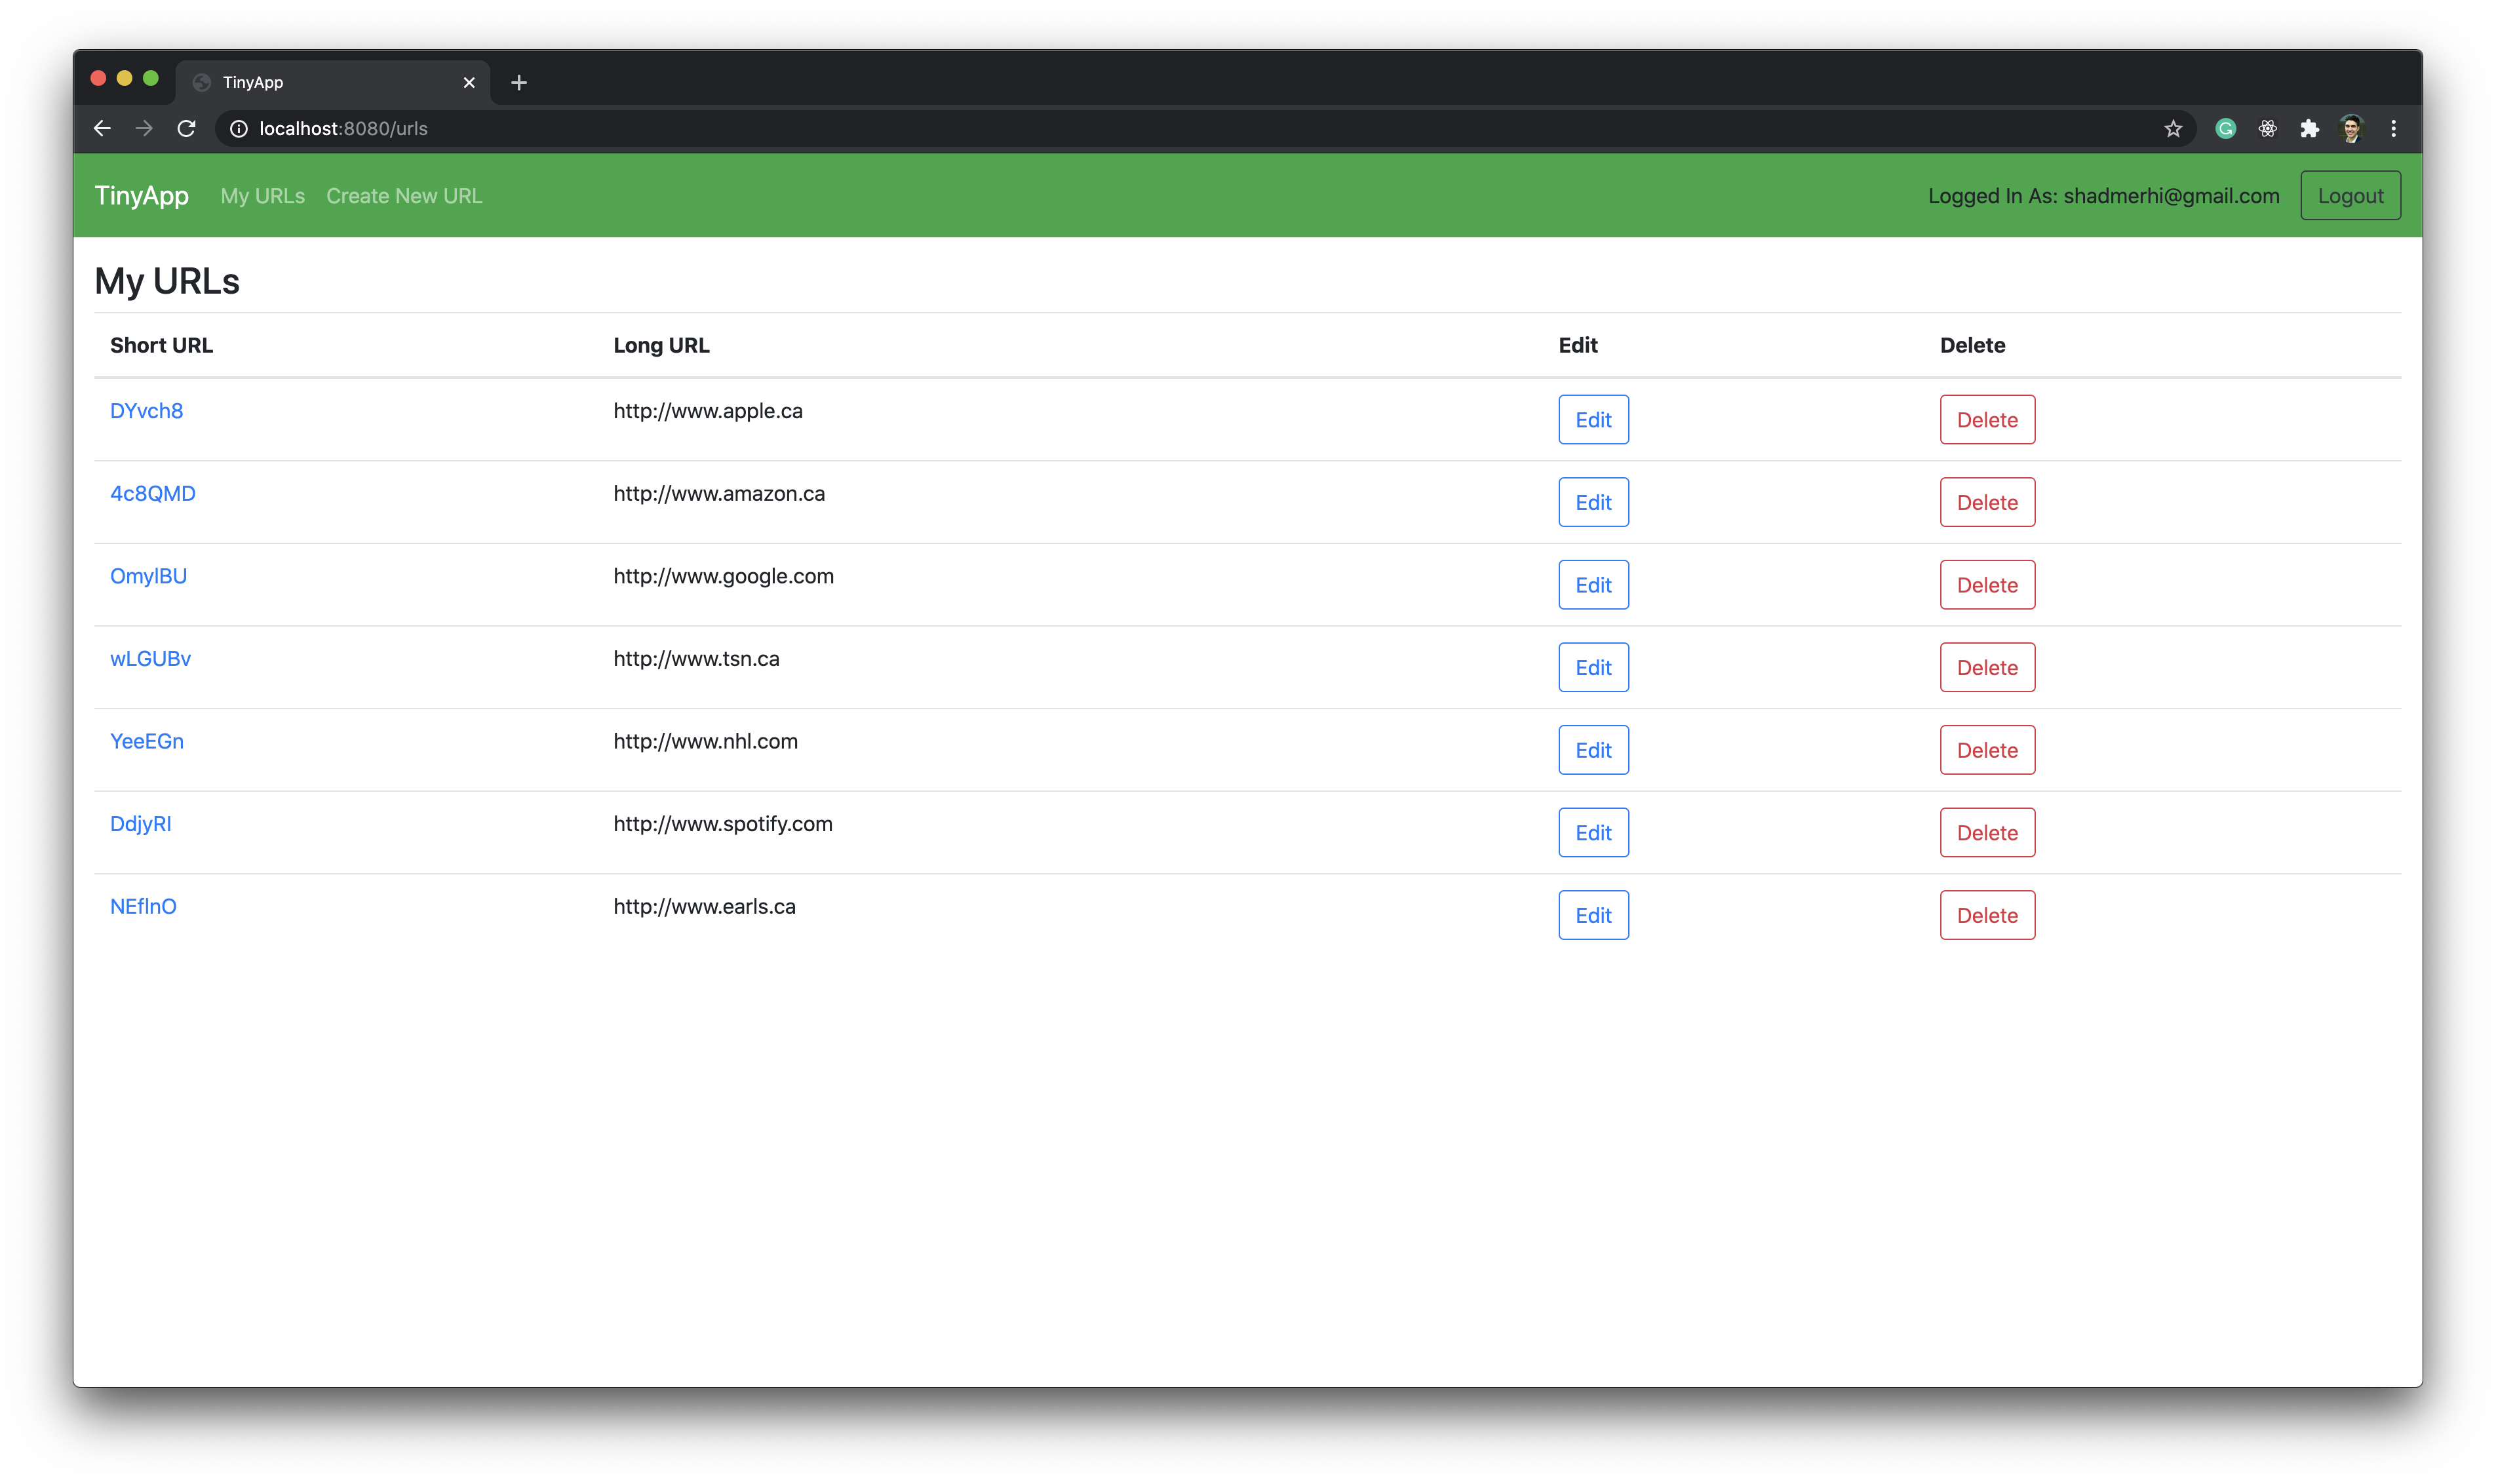 TinyApp
localhost:8080/urls
TinyApp My URLs Create New URL Logged In As: shadmerhi@gmail.com Logout
My URLs
Short URL Long URL Edit Delete
DYvch8 http://www.apple.ca Edit Delete
4c8QMD http://www.amazon.ca Edit Delete
OmylBU http://www.google.com Edit Delete
wLGUBv http://www.tsn.ca Edit Delete
YeeEGn http://www.nhl.com Edit Delete
DdjyRI http://www.spotify.com Edit Delete
NEflnO http://www.earls.ca Edit Delete